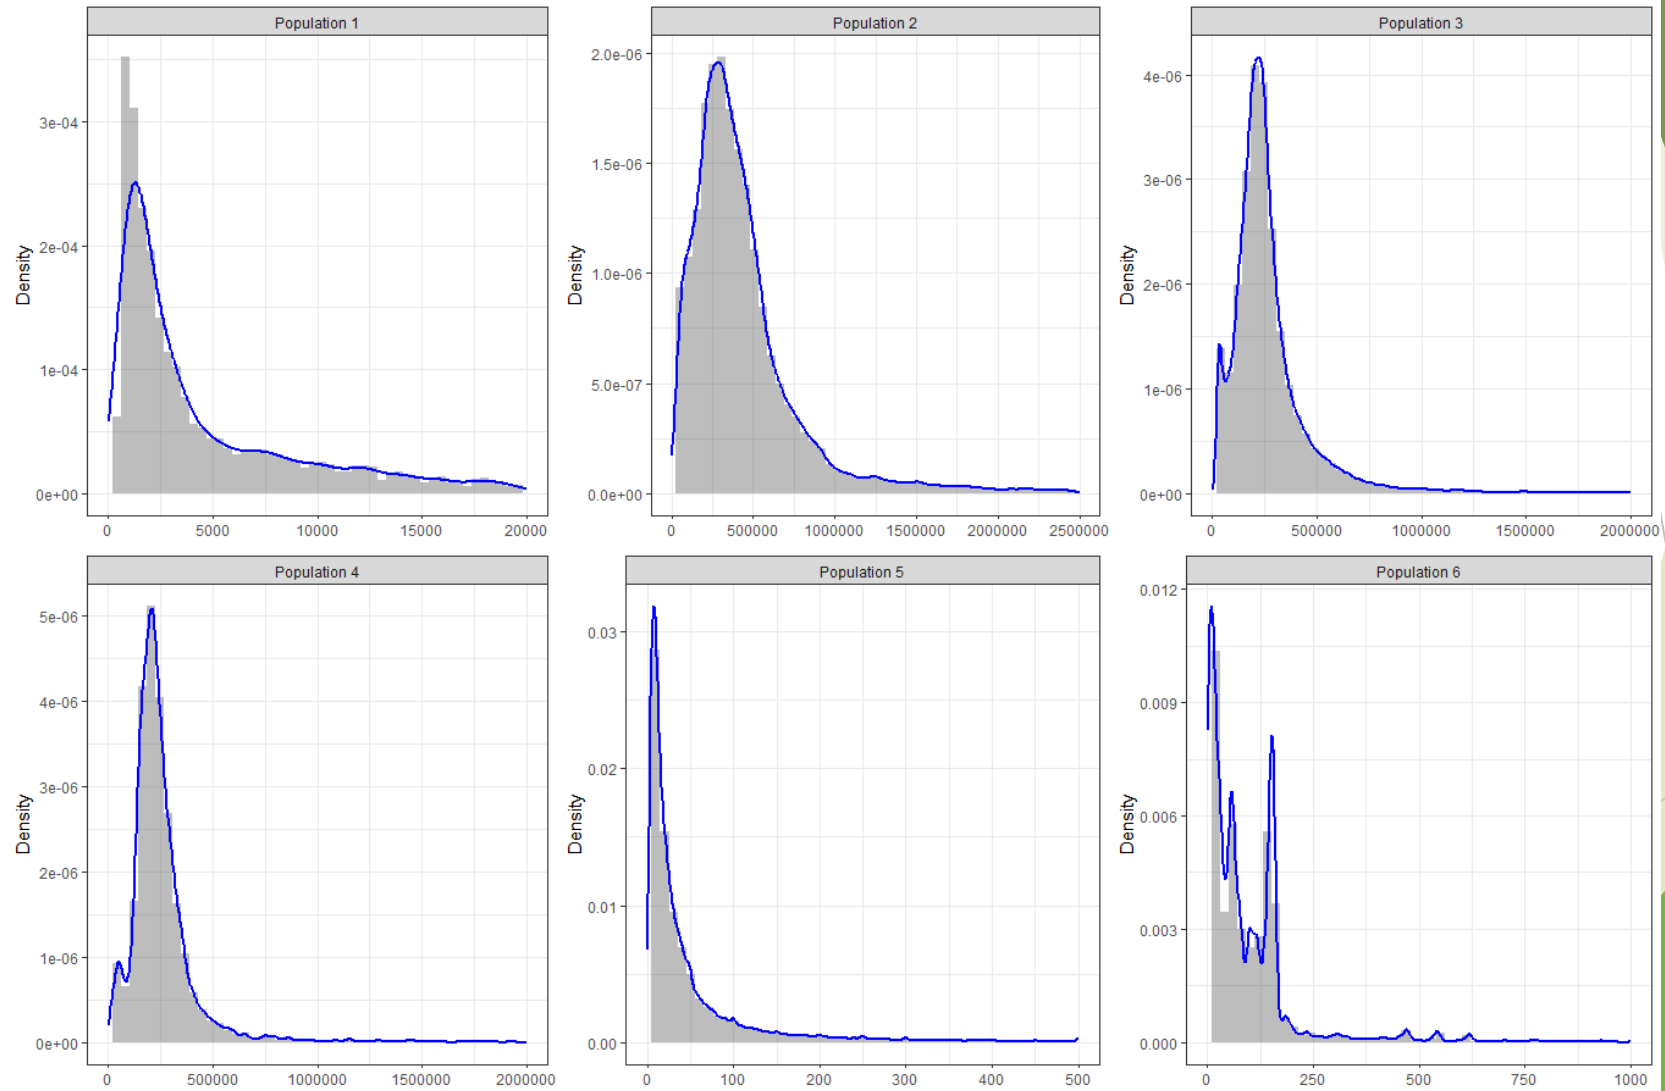 Population 1
Population 2
Population 3
Density
3e-04
2e-04
1e-04
0e+00
0
5000
10000
15000
20000
Density
2.0e-06
1.5e-06
1.0e-06
5.0e-07
0.0e+00
0
500000
1000000
1500000
2000000
2500000
Density
4e-06
3e-06
2e-06
1e-06
0e+00
0
500000
1000000
1500000
2000000
Population 4
Population 5
Population 6
Density
5e-06
4e-06
3e-06
2e-06
1e-06
0e+00
0
500000
1000000
1500000
2000000
Density
0.03
0.02
0.01
0.00
0
100
200
300
400
500
Density
0.012
0.009
0.006
0.003
0.000
0
250
500
750
1000